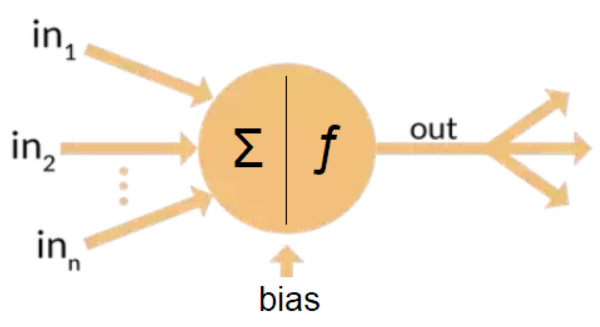 in₁
in₂
inₙ
Σ
f
out
bias